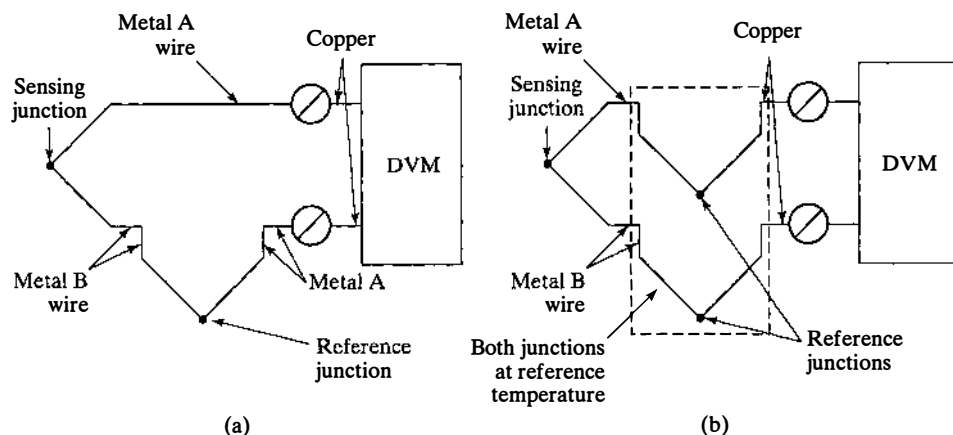 Metal A
wire
Copper
Sensing
junction
DVM
Metal B
wire
Metal A
Reference
junction
(a)
Metal A
wire
Copper
Sensing
junction
DVM
Metal B
wire
Both junctions
at reference
temperature
Reference
junctions
(b)